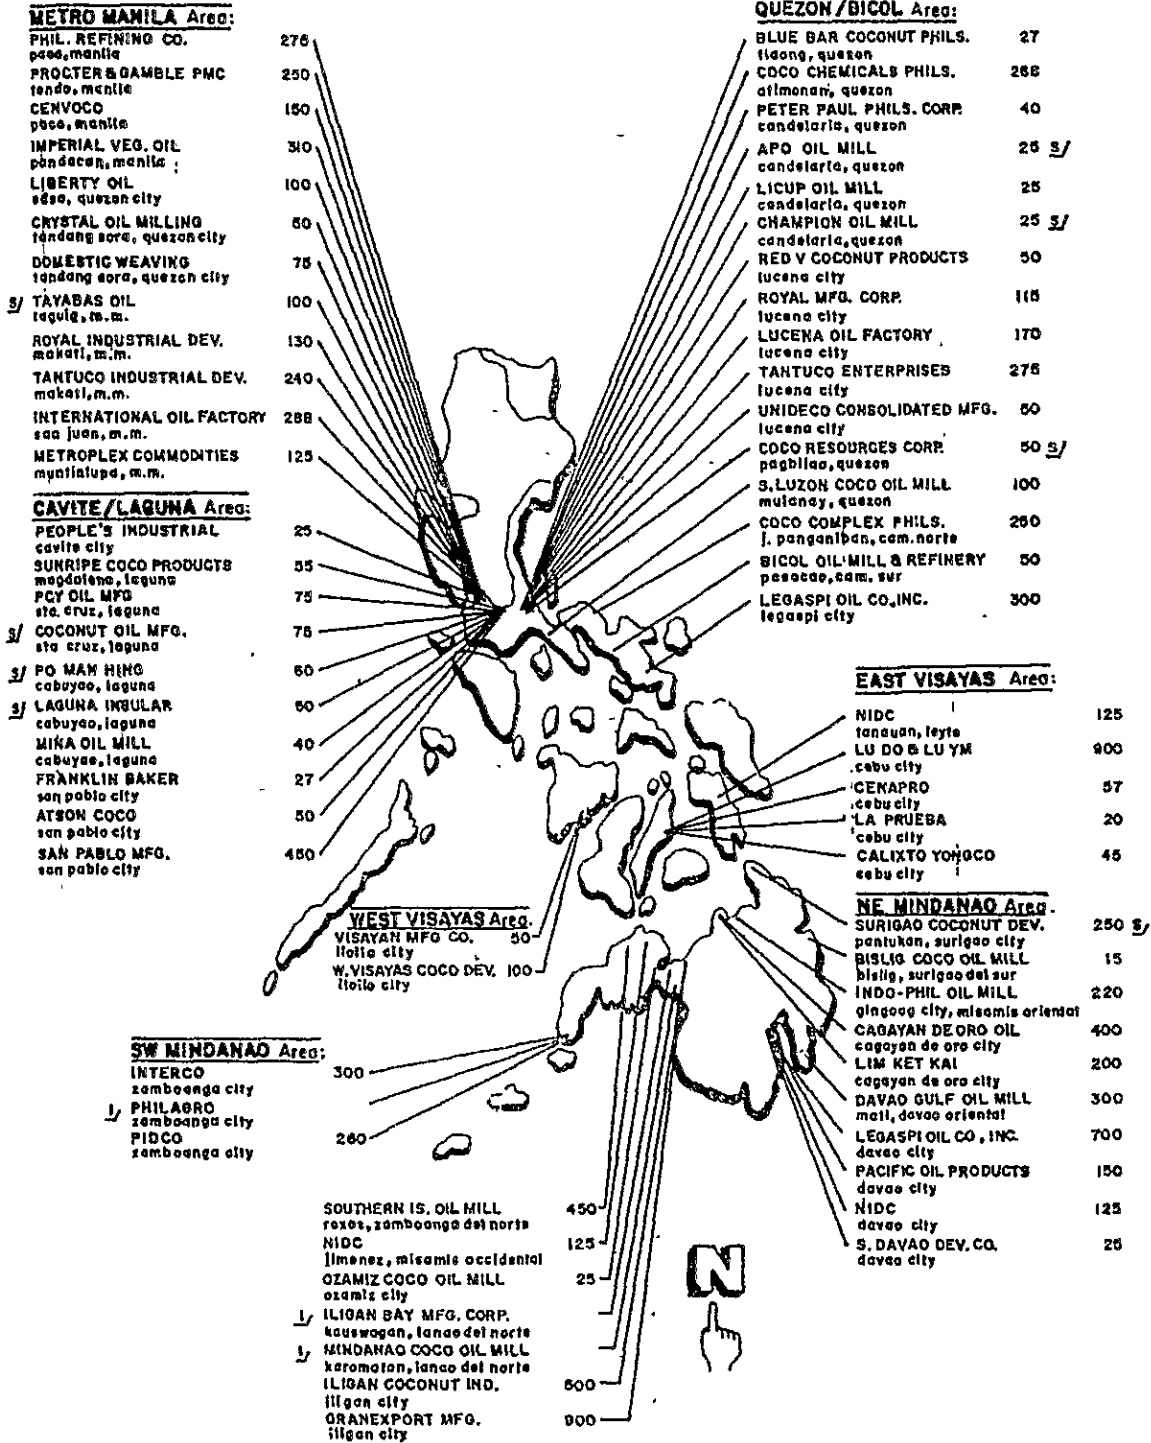 METRO MANILA Area:
PHIL. REFINING CO. 275
paco, manila
PROCTER & GAMBLE PMC 250
tondo, manila
CENVOCO 150
paco, manila
IMPERIAL VEG. OIL 310
pandacan, manila
LIBERTY OIL 100
edsa, quezon city
CRYSTAL OIL MILLING 50
tandang sora, quezon city
DOMESTIC WEAVING 75
tandang sora, quezon city
s/ TAYABAS OIL 100
taguig, m.m.
ROYAL INDUSTRIAL DEV. 130
makati, m.m.
TANTUCO INDUSTRIAL DEV. 240
makati, m.m.
INTERNATIONAL OIL FACTORY 288
san juan, m.m.
METROPLEX COMMODITIES 125
muntinlupa, m.m.
CAVITE/LAGUNA Area:
PEOPLE'S INDUSTRIAL 25
cavite city
SUNRIPE COCO PRODUCTS 55
magdalena, laguna
PCY OIL MFG 75
sta. cruz, laguna
s/ COCONUT OIL MFG. 75
sta cruz, laguna
s/ PO MAN HING 60
cabuyao, laguna
s/ LAGUNA INSULAR 50
cabuyao, laguna
MINA OIL MILL 40
cabuyao, laguna
FRANKLIN BAKER 27
san pablo city
ATSON COCO 50
san pablo city
SAN PABLO MFG. 450
san pablo city
QUEZON/BICOL Area:
BLUE BAR COCONUT PHILS. 27
tiaong, quezon
COCO CHEMICALS PHILS. 268
atimonan, quezon
PETER PAUL PHILS. CORP. 40
candelaria, quezon
APO OIL MILL 25 s/
candelaria, quezon
LICUP OIL MILL 25
candelaria, quezon
CHAMPION OIL MILL 25 s/
candelaria, quezon
RED V COCONUT PRODUCTS 50
lucena city
ROYAL MFG. CORP. 115
lucena city
LUCENA OIL FACTORY 170
lucena city
TANTUCO ENTERPRISES 275
lucena city
UNIDECO CONSOLIDATED MFG. 50
lucena city
COCO RESOURCES CORP. 50 s/
pagbilao, quezon
S. LUZON COCO OIL MILL 100
mulanay, quezon
COCO COMPLEX PHILS. 250
j. panganiban, cam. norte
BICOL OIL MILL & REFINERY 50
pasacao, cam. sur
LEGASPI OIL CO., INC. 300
legaspi city
EAST VISAYAS Area:
NIDC 125
tanauan, leyte
LU DO & LU YM 900
cebu city
CENAPRO 57
cebu city
LA PRUEBA 20
cebu city
CALIXTO YONGCO 45
cebu city
NE MINDANAO Area.
SURIGAO COCONUT DEV. 250 s/
pantukan, surigao city
BISLIG COCO OIL MILL 15
bislig, surigao del sur
INDO-PHIL OIL MILL 220
gingoog city, misamis oriental
CAGAYAN DE ORO OIL 400
cagayan de oro city
LIM KET KAI 200
cagayan de oro city
DAVAO GULF OIL MILL 300
mati, davao oriental
LEGASPI OIL CO., INC. 700
davao city
PACIFIC OIL PRODUCTS 150
davao city
NIDC 125
davao city
S. DAVAO DEV. CO. 25
davao city
WEST VISAYAS Area.
VISAYAN MFG CO. 50
iloilo city
W. VISAYAS COCO DEV. 100
iloilo city
SW MINDANAO Area:
INTERCO 300
zamboanga city
1/ PHILAGRO
zamboanga city
PIDCO 260
zamboanga city
SOUTHERN IS. OIL MILL 450
roxas, zamboanga del norte
NIDC 125
jimenez, misamis occidental
OZAMIZ COCO OIL MILL 25
ozamiz city
1/ ILIGAN BAY MFG. CORP.
kauswagan, lanao del norte
1/ MINDANAO COCO OIL MILL
karomatan, lanao del norte
ILIGAN COCONUT IND. 500
iligan city
GRANEXPORT MFG. 900
iligan city
N